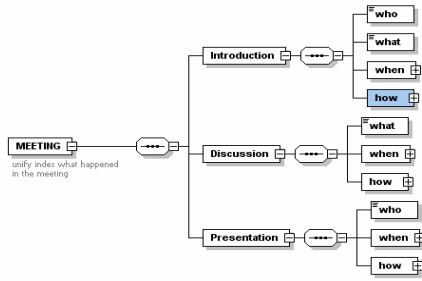 who
what
Introduction
when
how
MEETING
unify index what happened
in the meeting
what
Discussion
when
how
who
Presentation
when
how